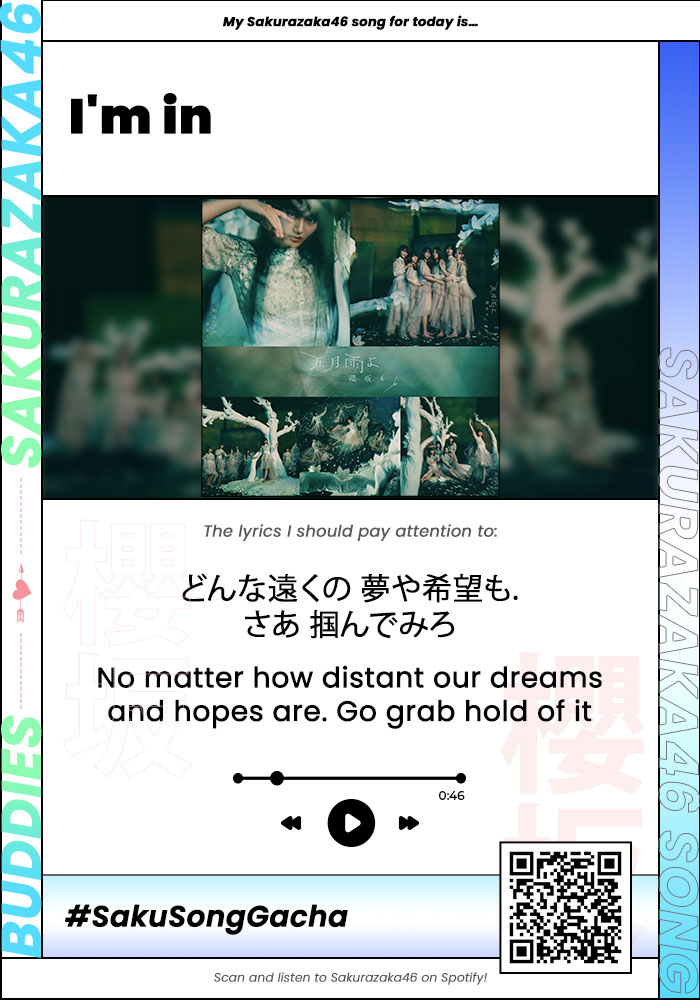 My Sakurazaka46 song for today is...
SAKURAZAKA46
BUDDIES
I'm in
五月雨よ
櫻坂46
The lyrics I should pay attention to:
櫻坂
どんな遠くの 夢や希望も.
さあ 掴んでみろ
No matter how distant our dreams
and hopes are. Go grab hold of it
櫻坂
0:46
#SakuSongGacha
SAKURAZAKA46 SONG
Scan and listen to Sakurazaka46 on Spotify!